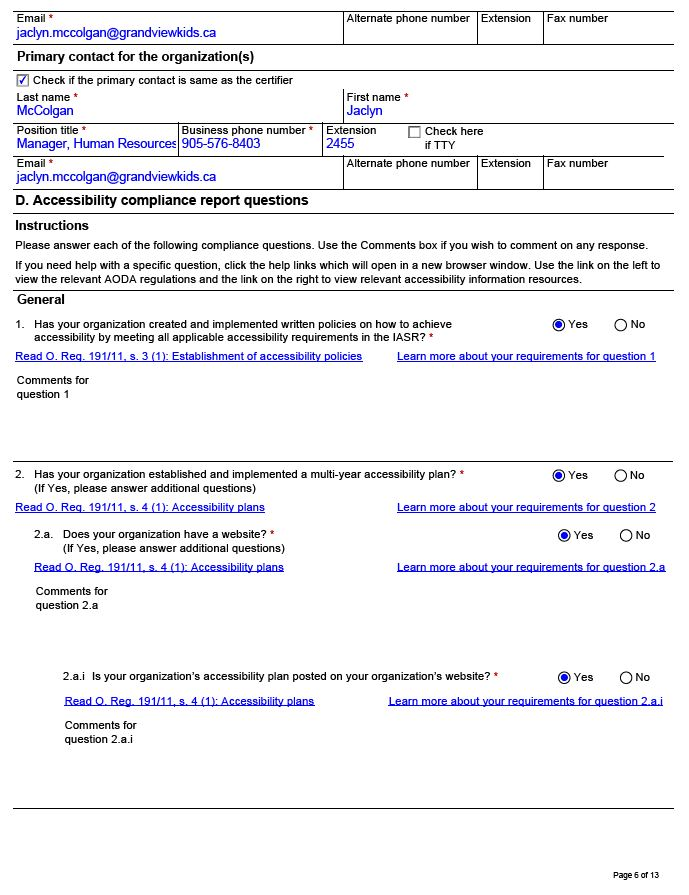 Email *
Alternate phone number
Extension
Fax number
jaclyn.mccolgan@grandviewkids.ca
Primary contact for the organization(s)
Check if the primary contact is same as the certifier
Last name *
First name *
McColgan
Jaclyn
Position title *
Business phone number *
Extension
Check here
if TTY
Manager, Human Resources
905-576-8403
2455
Email *
Alternate phone number
Extension
Fax number
jaclyn.mccolgan@grandviewkids.ca
D. Accessibility compliance report questions
Instructions
Please answer each of the following compliance questions. Use the Comments box if you wish to comment on any response.
If you need help with a specific question, click the help links which will open in a new browser window. Use the link on the left to
view the relevant AODA regulations and the link on the right to view relevant accessibility information resources.
General
1. Has your organization created and implemented written policies on how to achieve
accessibility by meeting all applicable accessibility requirements in the IASR? *
Yes
No
Read O. Reg. 191/11, s. 3 (1): Establishment of accessibility policies
Learn more about your requirements for question 1
Comments for
question 1
2. Has your organization established and implemented a multi-year accessibility plan? *
(If Yes, please answer additional questions)
Yes
No
Read O. Reg. 191/11, s. 4 (1): Accessibility plans
Learn more about your requirements for question 2
2.a. Does your organization have a website? *
(If Yes, please answer additional questions)
Yes
No
Read O. Reg. 191/11, s. 4 (1): Accessibility plans
Learn more about your requirements for question 2.a
Comments for
question 2.a
2.a.i Is your organization's accessibility plan posted on your organization's website? *
Yes
No
Read O. Reg. 191/11, s. 4 (1): Accessibility plans
Learn more about your requirements for question 2.a.i
Comments for
question 2.a.i
Page 6 of 13